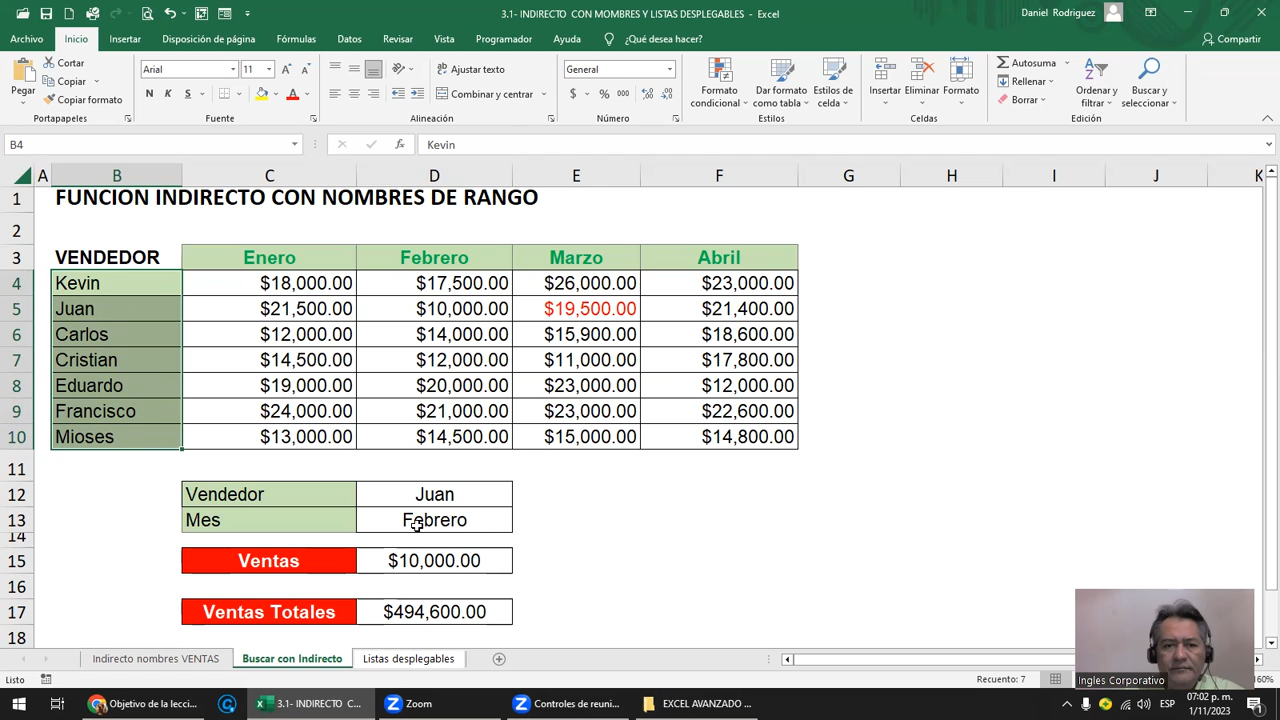 3.1- INDIRECTO CON MOMBRES Y LISTAS DESPLEGABLES - Excel
Daniel Rodriguez
Archivo Inicio Insertar Disposición de página Fórmulas Datos Revisar Vista Programador Ayuda ¿Qué desea hacer? Compartir
Pegar
Cortar
Copiar
Copiar formato
Portapapeles
Arial 11
N K S
Fuente
Ajustar texto
Combinar y centrar
Alineación
General
$ % 000
Número
Formato condicional
Dar formato como tabla
Estilos de celda
Estilos
Insertar Eliminar Formato
Celdas
Autosuma
Rellenar
Borrar
Ordenar y filtrar
Buscar y seleccionar
Edición
B4 fx Kevin
A B C D E F G H I J K
1 FUNCION INDIRECTO CON NOMBRES DE RANGO
2
3 VENDEDOR Enero Febrero Marzo Abril
4 Kevin $18,000.00 $17,500.00 $26,000.00 $23,000.00
5 Juan $21,500.00 $10,000.00 $19,500.00 $21,400.00
6 Carlos $12,000.00 $14,000.00 $15,900.00 $18,600.00
7 Cristian $14,500.00 $12,000.00 $11,000.00 $17,800.00
8 Eduardo $19,000.00 $20,000.00 $23,000.00 $12,000.00
9 Francisco $24,000.00 $21,000.00 $23,000.00 $22,600.00
10 Mioses $13,000.00 $14,500.00 $15,000.00 $14,800.00
11
12 Vendedor Juan
13 Mes Febrero
14
15 Ventas $10,000.00
16
17 Ventas Totales $494,600.00
18
Ingles Corporativo
Indirecto nombres VENTAS Buscar con Indirecto Listas desplegables
Listo Recuento: 7 160%
Objetivo de la lecci... 3.1- INDIRECTO C... Zoom Controles de reuni... EXCEL AVANZADO ... ESP 07:02 p. m.
1/11/2023